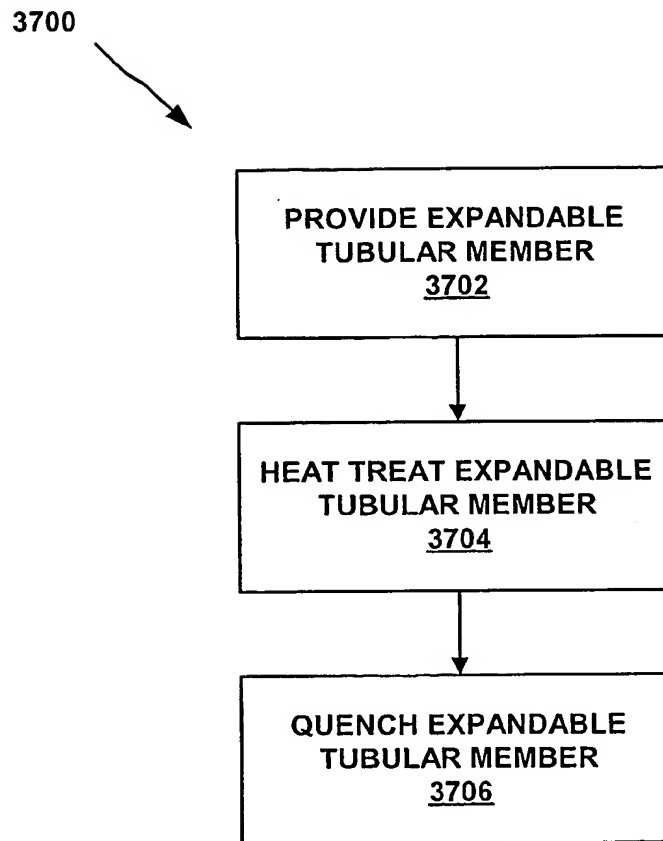 3700
PROVIDE EXPANDABLE
TUBULAR MEMBER
3702
HEAT TREAT EXPANDABLE
TUBULAR MEMBER
3704
QUENCH EXPANDABLE
TUBULAR MEMBER
3706